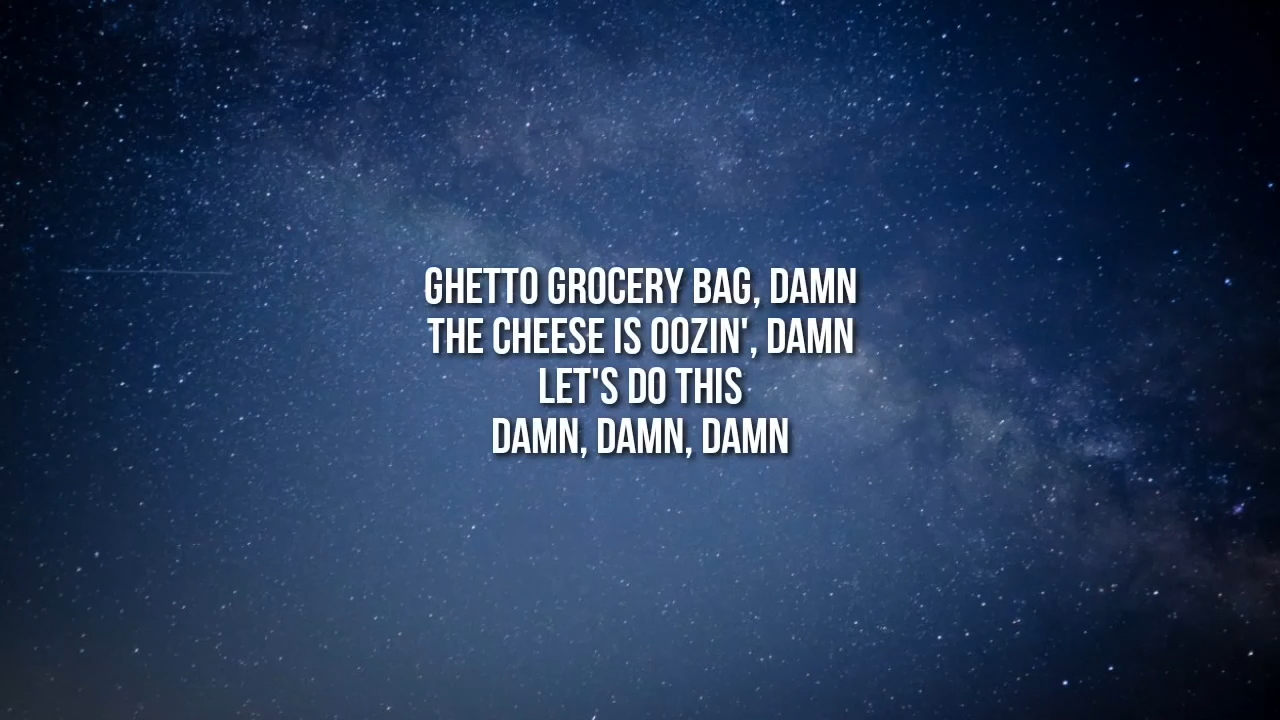 GHETTO GROCERY BAG, DAMN
THE CHEESE IS OOZIN', DAMN
LET'S DO THIS
DAMN, DAMN, DAMN